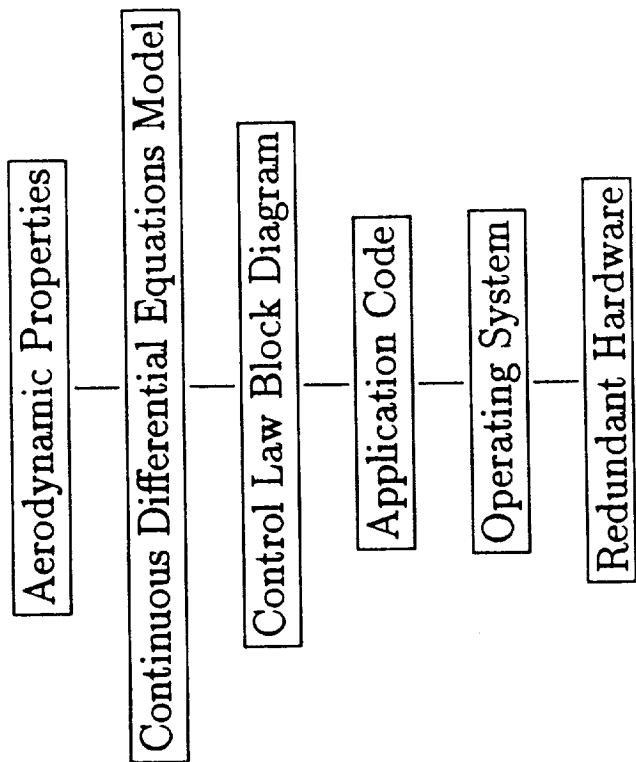 Aerodynamic Properties
Continuous Differential Equations Model
Control Law Block Diagram
Application Code
Operating System
Redundant Hardware